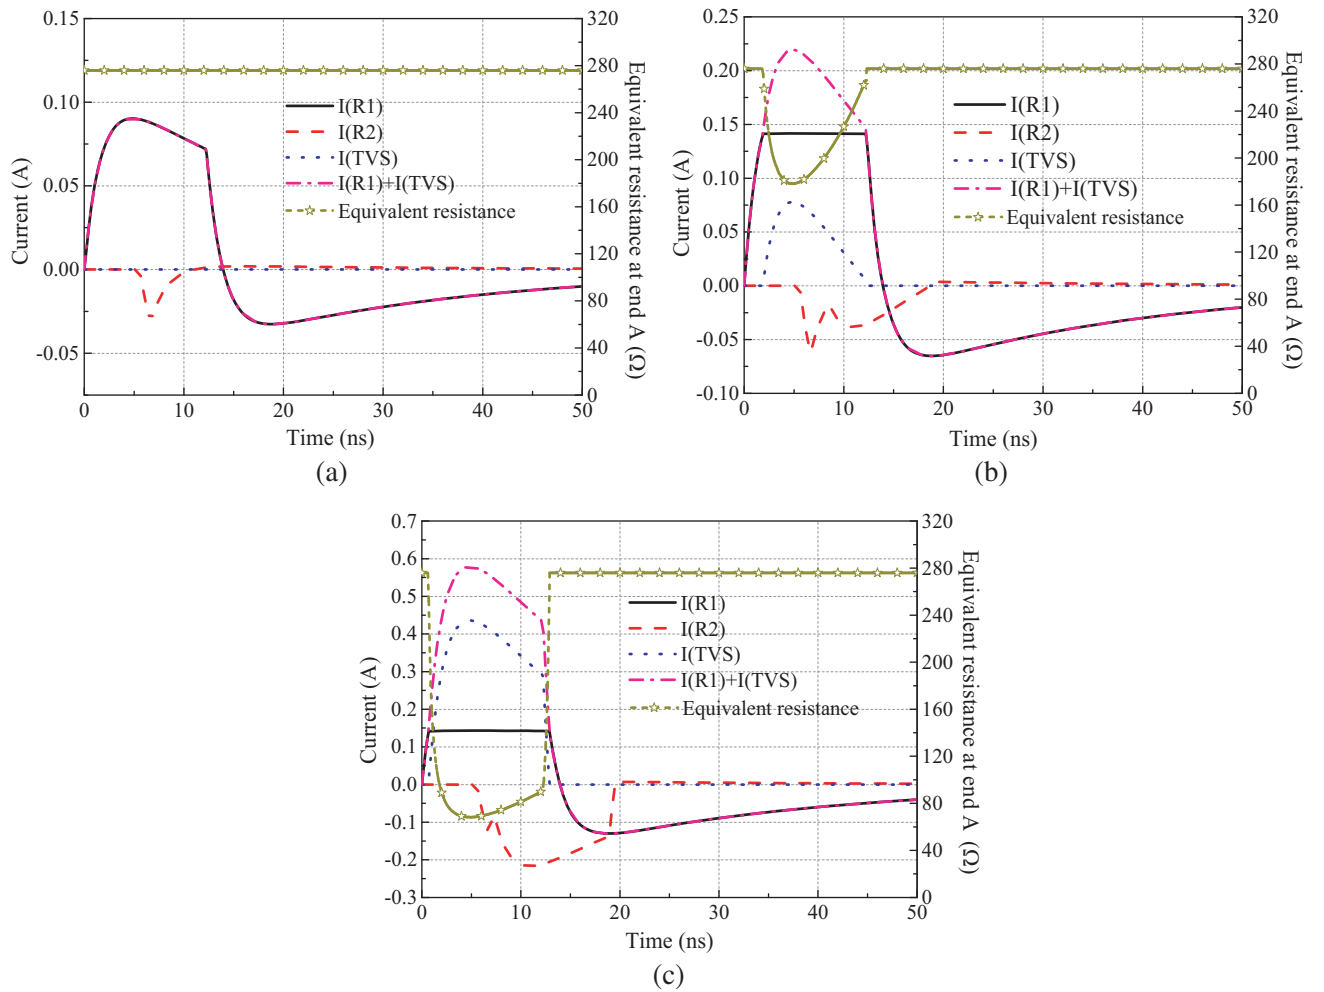 0.15
0.10
0.05
0.00
-0.05
Current (A)
0 10 20 30 40 50
Time (ns)
320
280
240
200
160
120
80
40
0
Equivalent resistance at end A (Ω)
I(R1)
I(R2)
I(TVS)
I(R1)+I(TVS)
Equivalent resistance
(a)
0.25
0.20
0.15
0.10
0.05
0.00
-0.05
-0.10
Current (A)
0 10 20 30 40 50
Time (ns)
320
280
240
200
160
120
80
40
0
Equivalent resistance at end A (Ω)
I(R1)
I(R2)
I(TVS)
I(R1)+I(TVS)
Equivalent resistance
(b)
0.7
0.6
0.5
0.4
0.3
0.2
0.1
0.0
-0.1
-0.2
-0.3
Current (A)
0 10 20 30 40 50
Time (ns)
320
280
240
200
160
120
80
40
0
Equivalent resistance at end A (Ω)
I(R1)
I(R2)
I(TVS)
I(R1)+I(TVS)
Equivalent resistance
(c)